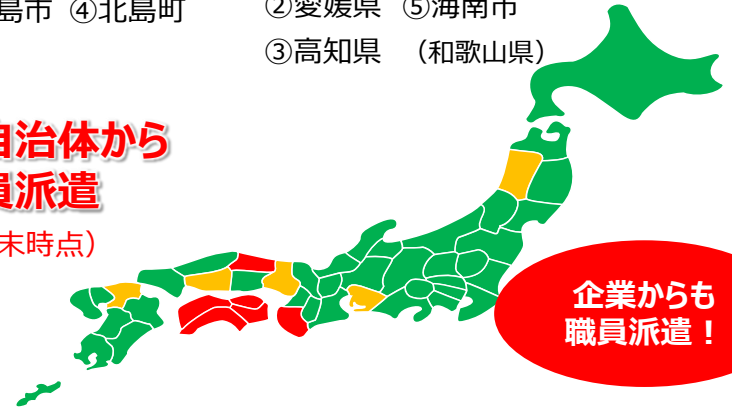 島市 ④北島町
②愛媛県 ⑤海南市
③高知県 （和歌山県）
自治体から
員派遣
末時点）
企業からも
職員派遣！